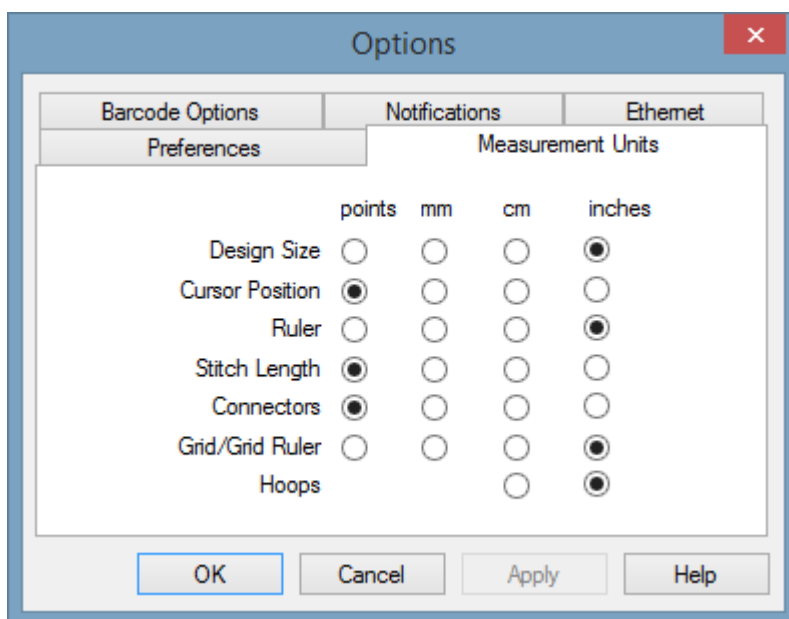 Options
Barcode Options Notifications Ethernet
Preferences Measurement Units
points mm cm inches
Design Size
Cursor Position
Ruler
Stitch Length
Connectors
Grid/Grid Ruler
Hoops
OK Cancel Apply Help